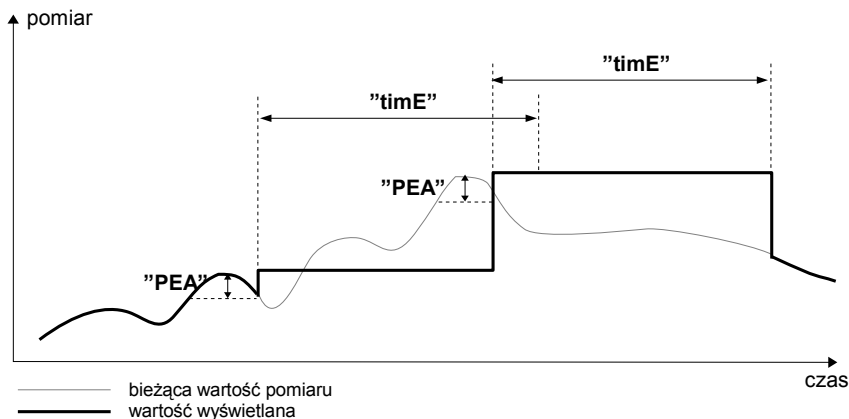 pomiar
”timE”
”timE”
”PEA”
”PEA”
czas
bieżąca wartość pomiaru
wartość wyświetlana